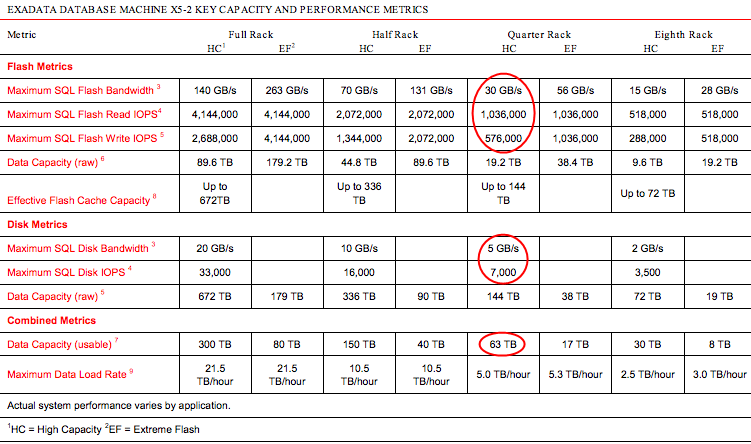 EXADATA DATABASE MACHINE X5-2 KEY CAPACITY AND PERFORMANCE METRICS
Metric Full Rack Half Rack Quarter Rack Eighth Rack
HC1 EF2 HC EF HC EF HC EF
Flash Metrics
Maximum SQL Flash Bandwidth 3 140 GB/s 263 GB/s 70 GB/s 131 GB/s 30 GB/s 56 GB/s 15 GB/s 28 GB/s
Maximum SQL Flash Read IOPS4 4,144,000 4,144,000 2,072,000 2,072,000 1,036,000 1,036,000 518,000 518,000
Maximum SQL Flash Write IOPS 5 2,688,000 4,144,000 1,344,000 2,072,000 576,000 1,036,000 288,000 518,000
Data Capacity (raw) 6 89.6 TB 179.2 TB 44.8 TB 89.6 TB 19.2 TB 38.4 TB 9.6 TB 19.2 TB
Effective Flash Cache Capacity 8 Up to 672TB Up to 336 TB Up to 144 TB Up to 72 TB
Disk Metrics
Maximum SQL Disk Bandwidth 3 20 GB/s 10 GB/s 5 GB/s 2 GB/s
Maximum SQL Disk IOPS 4 33,000 16,000 7,000 3,500
Data Capacity (raw) 5 672 TB 179 TB 336 TB 90 TB 144 TB 38 TB 72 TB 19 TB
Combined Metrics
Data Capacity (usable) 7 300 TB 80 TB 150 TB 40 TB 63 TB 17 TB 30 TB 8 TB
Maximum Data Load Rate 9 21.5 TB/hour 21.5 TB/hour 10.5 TB/hour 10.5 TB/hour 5.0 TB/hour 5.3 TB/hour 2.5 TB/hour 3.0 TB/hour
Actual system performance varies by application.
1HC = High Capacity 2EF = Extreme Flash